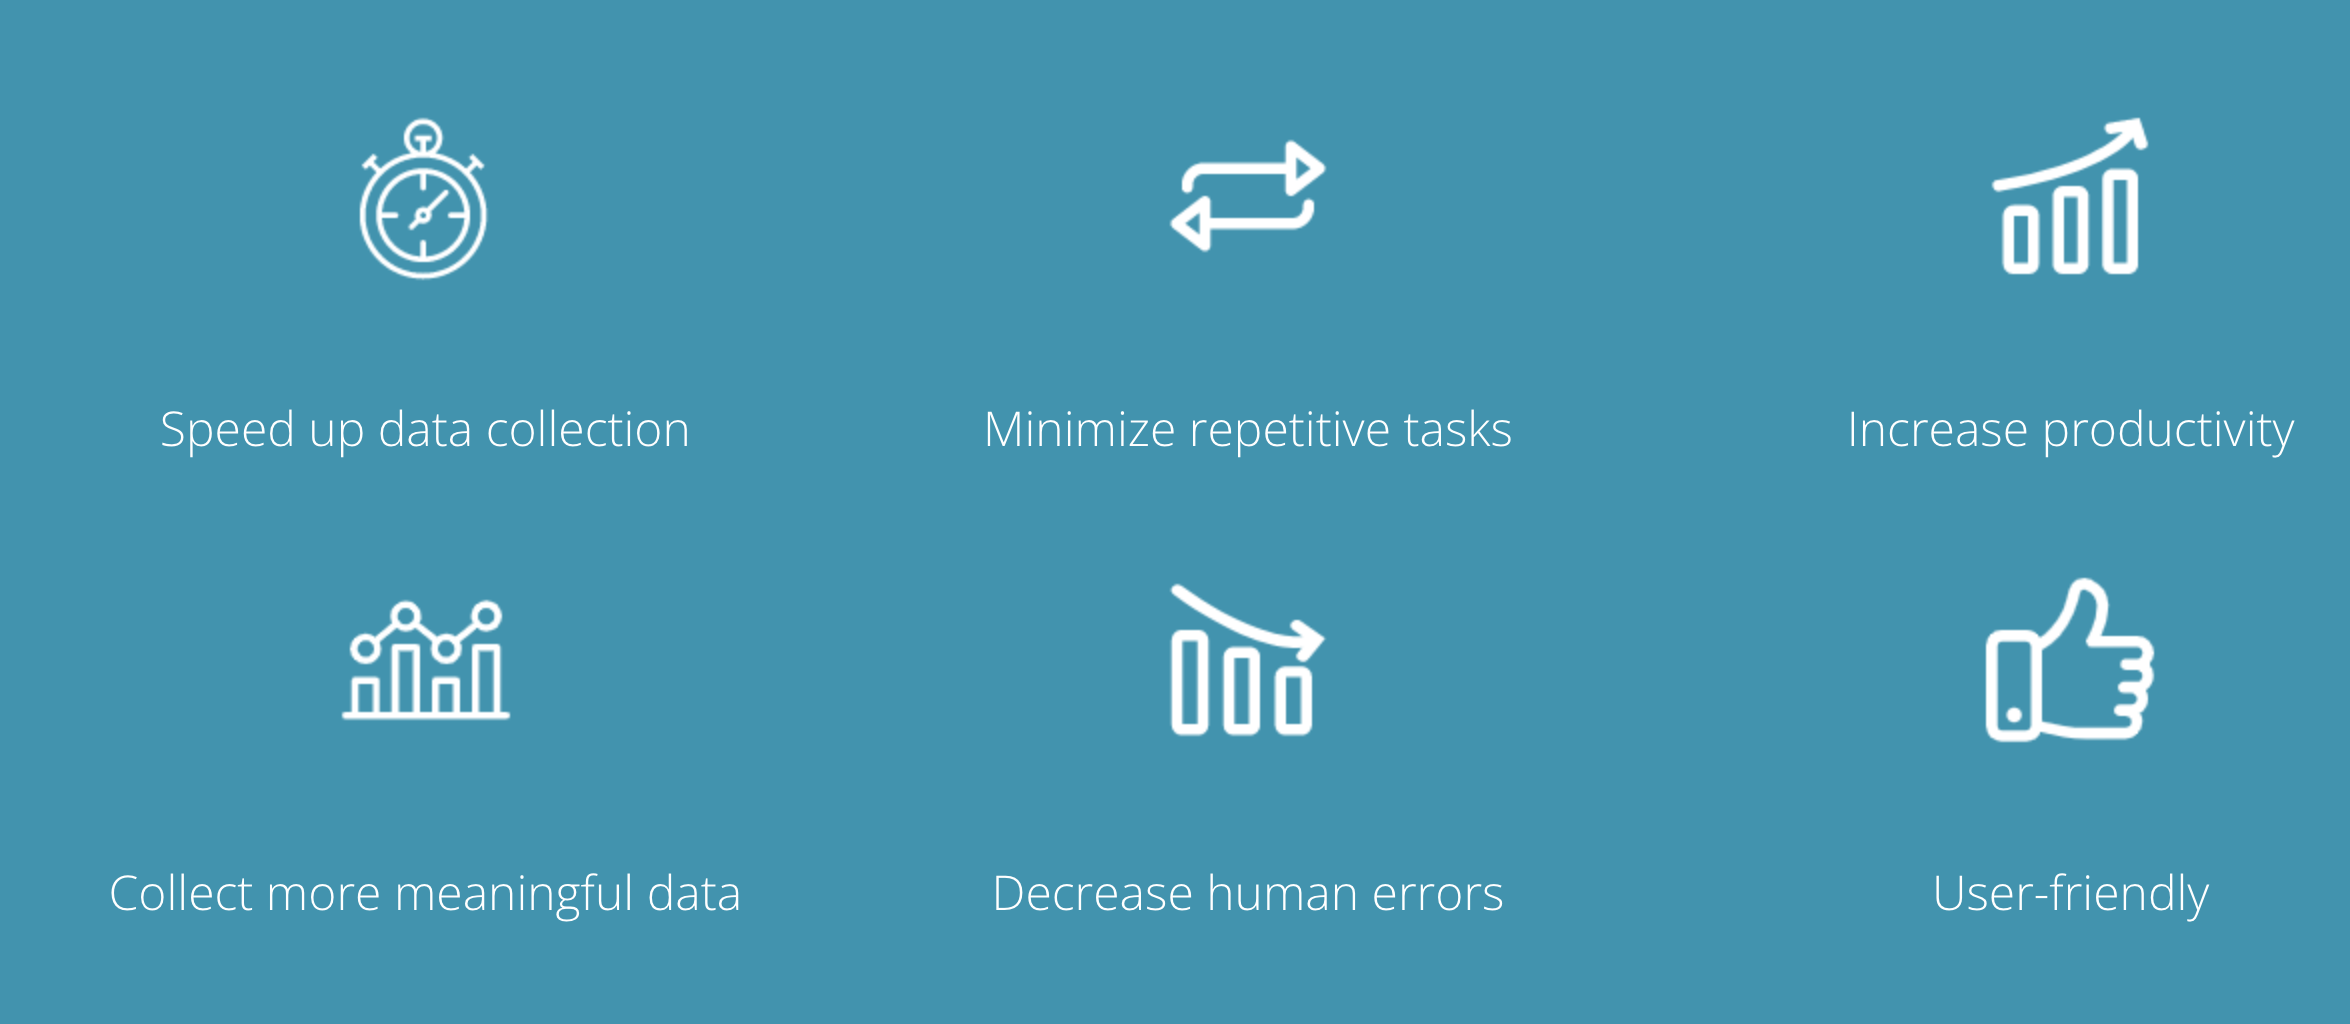 Speed up data collection
Minimize repetitive tasks
Increase productivity
Collect more meaningful data
Decrease human errors
User-friendly